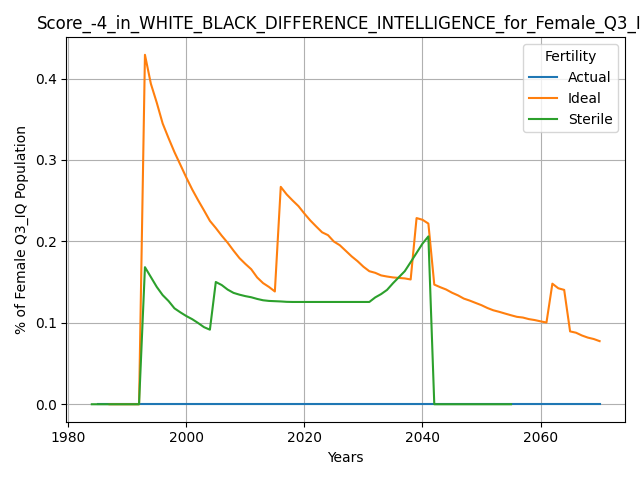 Score_-4_in_WHITE_BLACK_DIFFERENCE_INTELLIGENCE_for_Female_Q3_I
Fertility
Actual
Ideal
Sterile
% of Female Q3_IQ Population
0.4
0.3
0.2
0.1
0.0
1980
2000
2020
2040
2060
Years